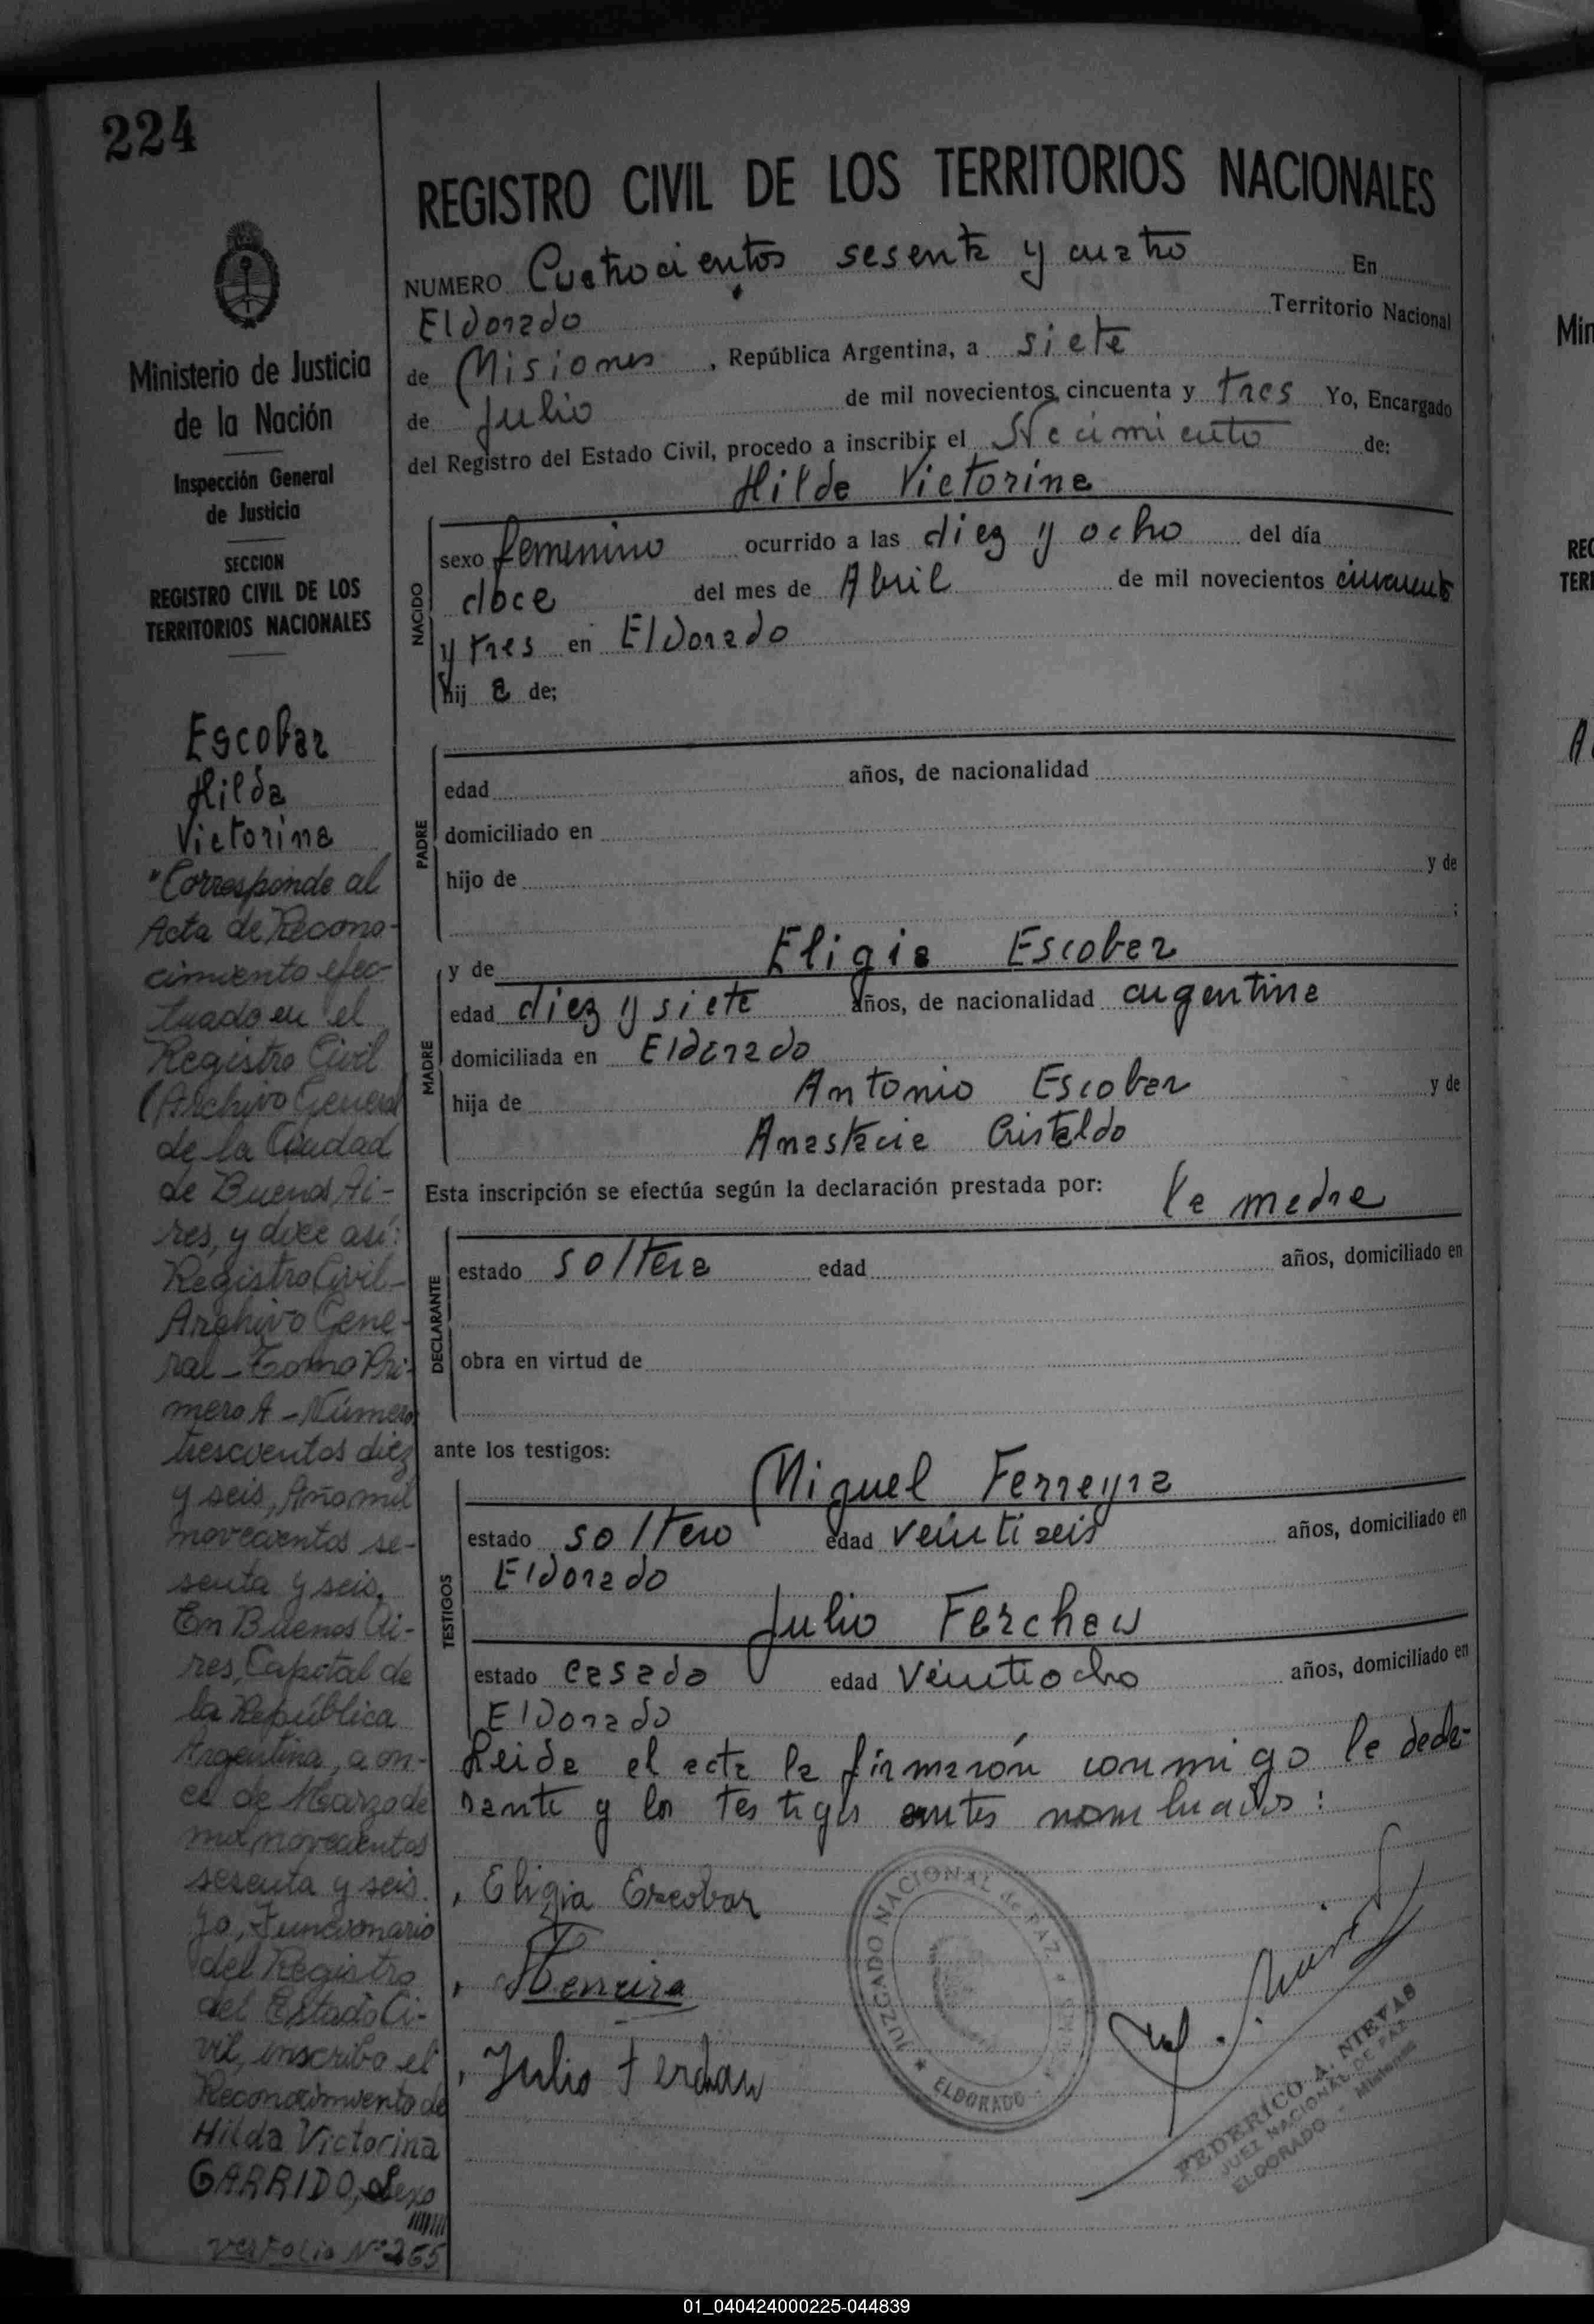 224
REGISTRO CIVIL DE LOS TERRITORIOS NACIONALES
Ministerio de Justicia
de la Nación
Inspección General
de Justicia
SECCION
REGISTRO CIVIL DE LOS
TERRITORIOS NACIONALES
Escobar
Hilda
Victorina
"Corresponde al
Acta de Recono-
cimiento efec-
tuado en el
Registro Civil
(Archivo General
de la Ciudad
de Buenos Ai-
res, y dice así:
Registro Civil-
Archivo Gene-
ral - Tomo Pri-
mero A - Número
trescientos diez
y seis, Año mil
novecientos se-
senta y seis.
En Buenos Ai-
res, Capital de
la República
Argentina, a on-
ce de Marzo de
mil novecientos
sesenta y seis.
Yo, Funcionario
del Registro
del Estado Ci-
vil, inscribo el
Reconocimiento de
Hilda Victorina
GARRIDO, Sexo
Folio Nº 265
NUMERO Cuatrocientos sesenta y cuatro En
Eldorado Territorio Nacional
de Misiones, República Argentina, a siete
de Julio de mil novecientos cincuenta y tres Yo, Encargado
del Registro del Estado Civil, procedo a inscribir el Nacimiento de:
Hilda Victorina
NACIDO
sexo femenino ocurrido a las diez y ocho del día
doce del mes de Abril de mil novecientos cincuenta
y tres en Eldorado
hij a de;
PADRE
edad años, de nacionalidad
domiciliado en
hijo de y de
;
MADRE
y de Eligia Escobar
edad diez y siete años, de nacionalidad argentina
domiciliada en Eldorado
hija de Antonio Escobar y de
Anastacia Cristaldo
Esta inscripción se efectúa según la declaración prestada por: la madre
DECLARANTE
estado soltera edad años, domiciliado en
obra en virtud de
ante los testigos:
TESTIGOS
Miguel Ferreyra
estado soltero edad veinti seis años, domiciliado en
Eldorado
Julio Ferchau
estado casado edad veintiocho años, domiciliado en
Eldorado
Leida el acta la firmarón conmigo la decla-
rante y los testigos antes nombrados:
Eligia Escobar
Ferreira
Julio Ferchau
JUZGADO NACIONAL de PAZ
ELDORADO
FEDERICO A. NIEVAS
JUEZ NACIONAL DE PAZ
ELDORADO - Misiones
01_040424000225-044839